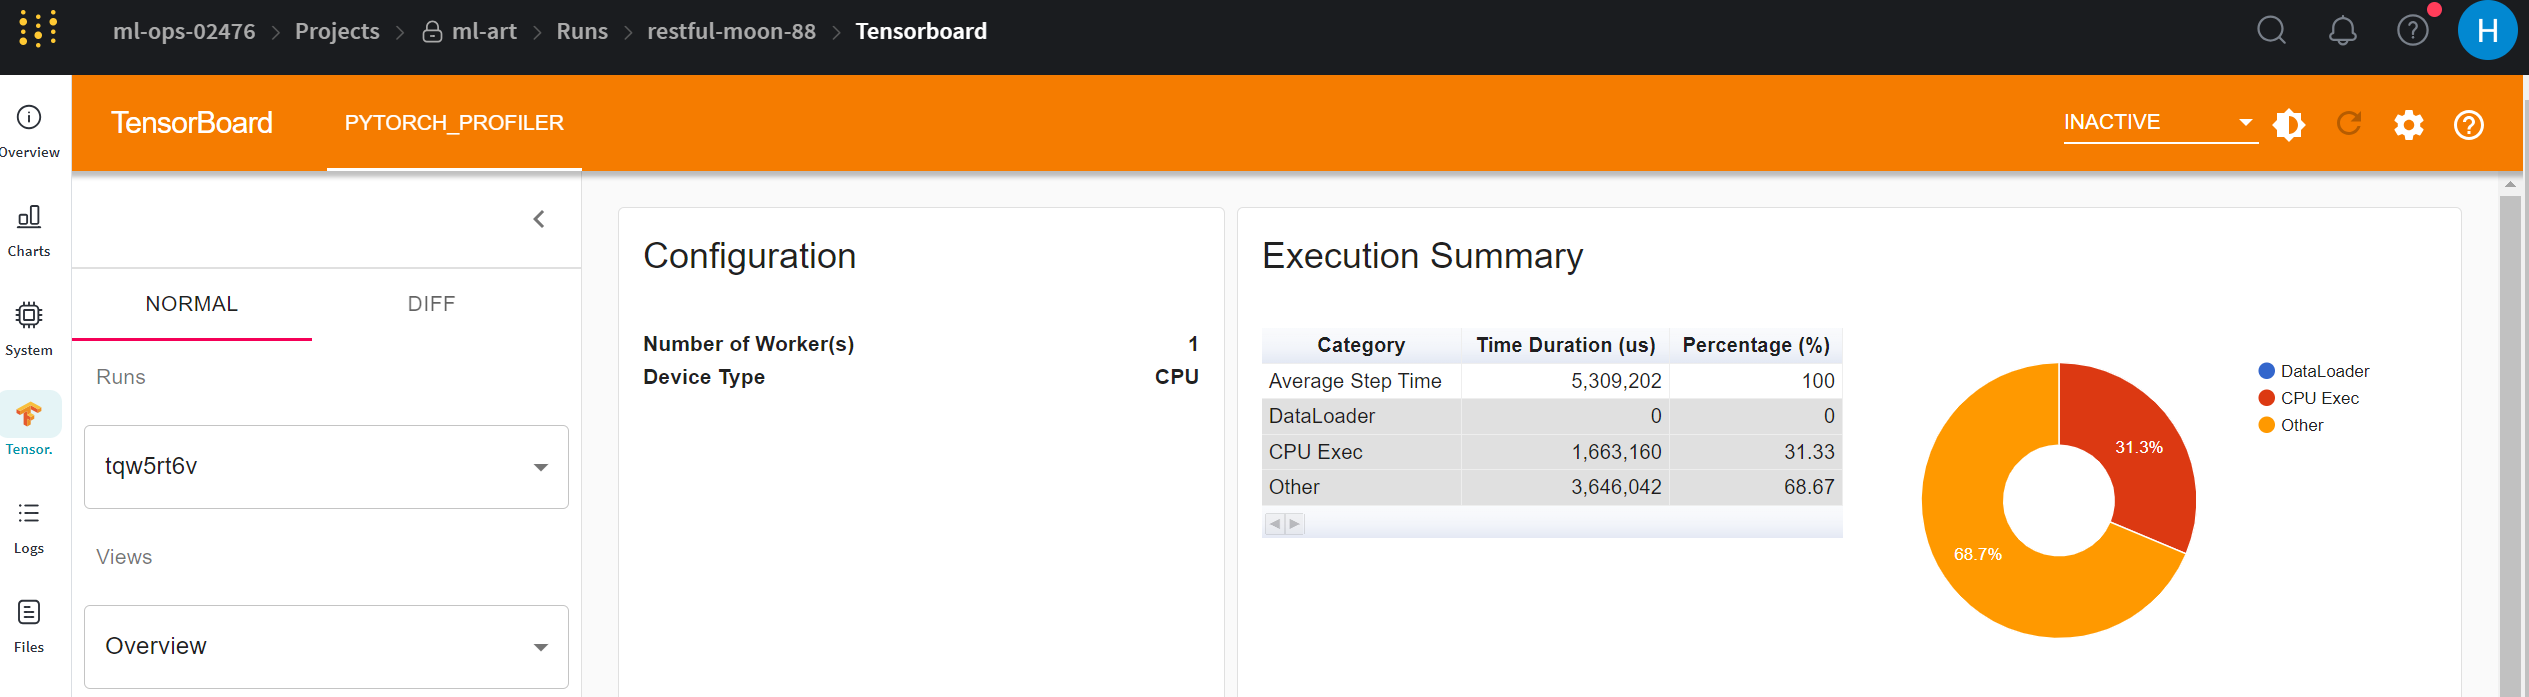 ml-ops-02476 > Projects > ml-art > Runs > restful-moon-88 > Tensorboard
H
TensorBoard
PYTORCH_PROFILER
INACTIVE
Overview
Charts
System
Tensor.
Logs
Files
NORMAL DIFF
Runs
tqw5rt6v
Views
Overview
Configuration
Number of Worker(s) 1
Device Type CPU
Execution Summary
Category Time Duration (us) Percentage (%)
Average Step Time 5,309,202 100
DataLoader 0 0
CPU Exec 1,663,160 31.33
Other 3,646,042 68.67
31.3%
68.7%
DataLoader
CPU Exec
Other